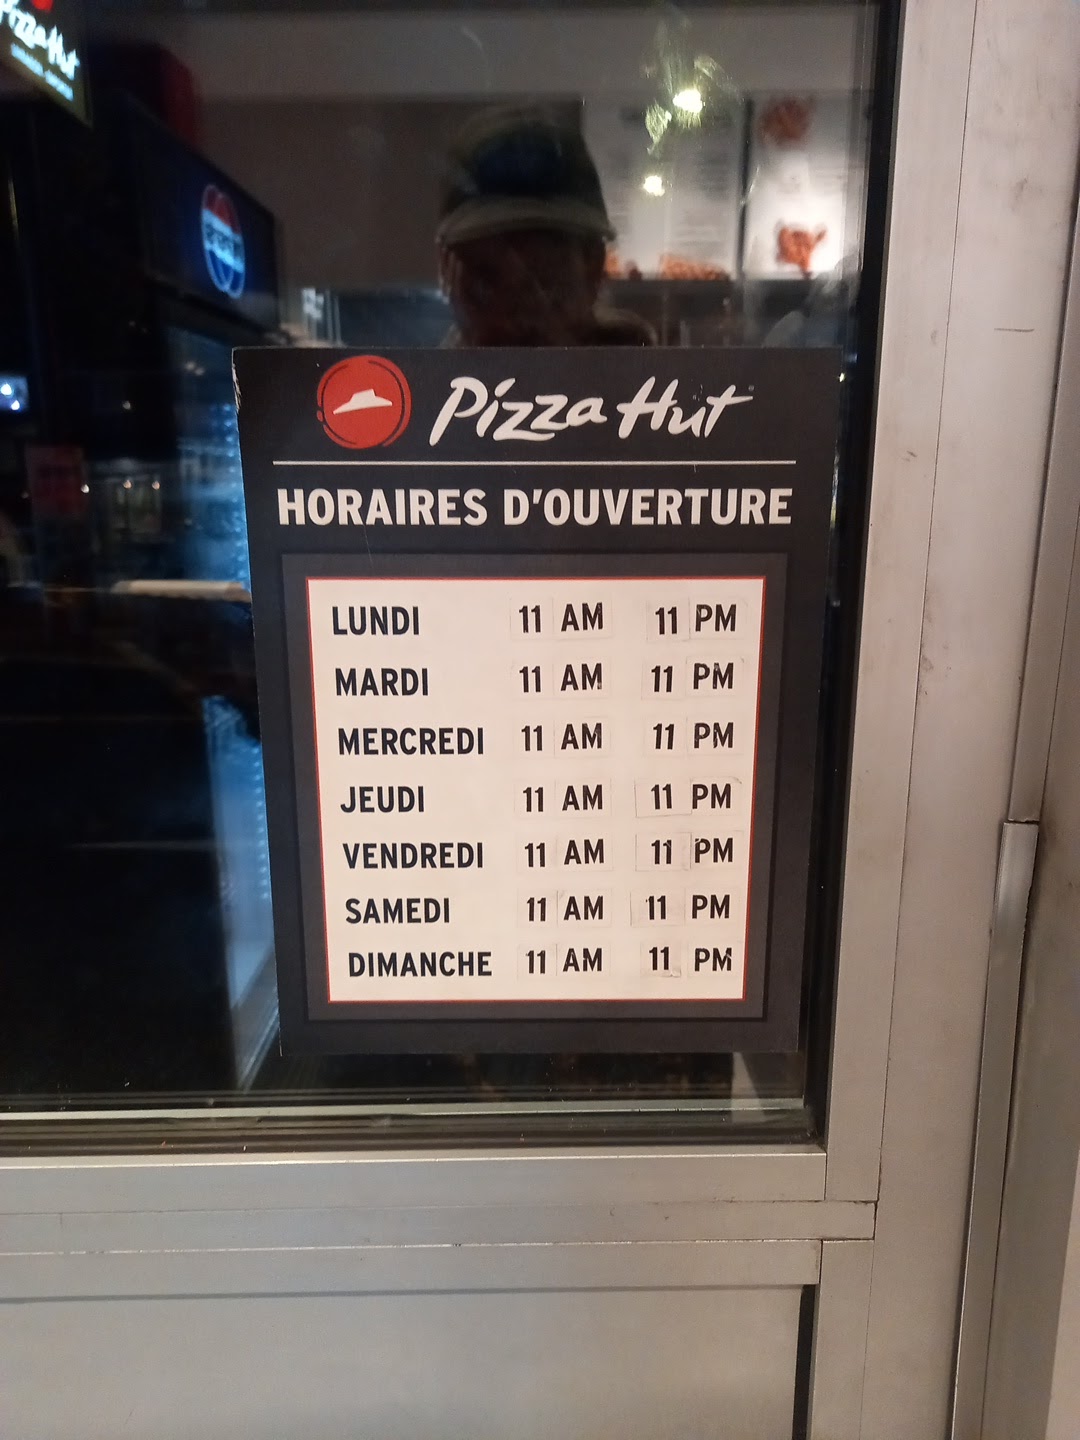 Pizza Hut
Pizza Hut
HORAIRES D'OUVERTURE
LUNDI 11 AM 11 PM
MARDI 11 AM 11 PM
MERCREDI 11 AM 11 PM
JEUDI 11 AM 11 PM
VENDREDI 11 AM 11 PM
SAMEDI 11 AM 11 PM
DIMANCHE 11 AM 11 PM